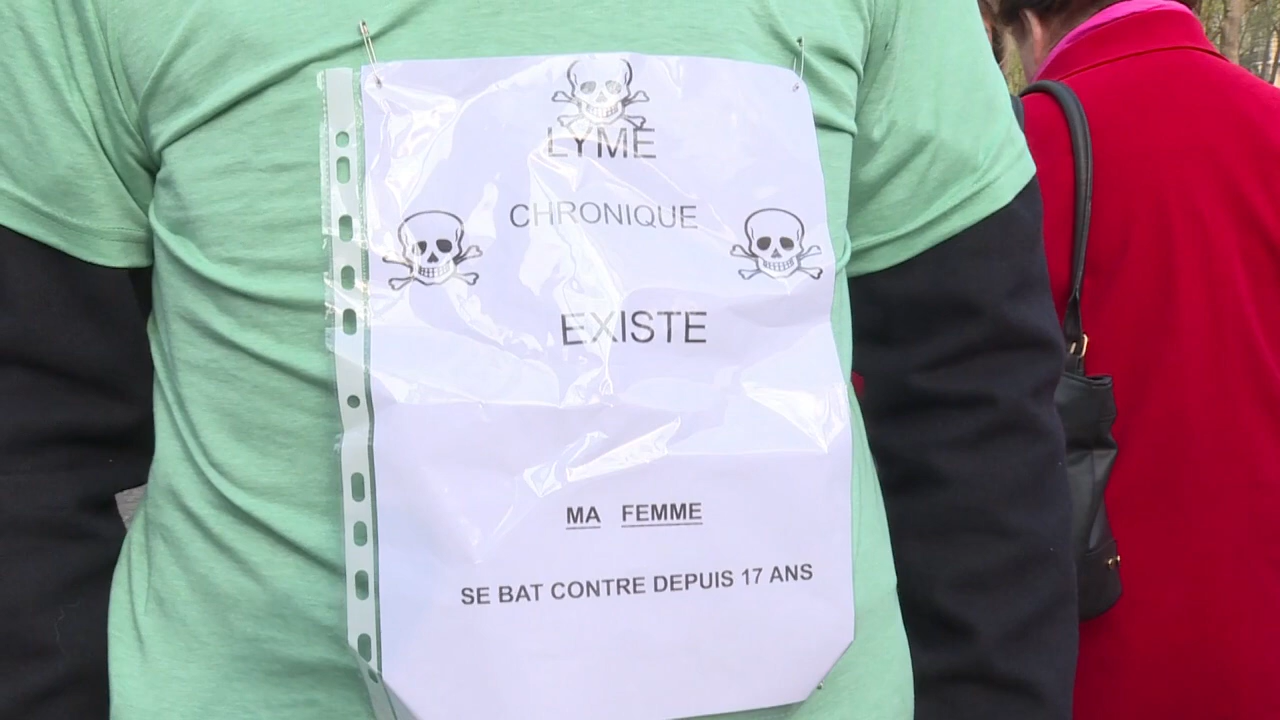 LYME
CHRONIQUE
EXISTE
MA FEMME
SE BAT CONTRE DEPUIS 17 ANS